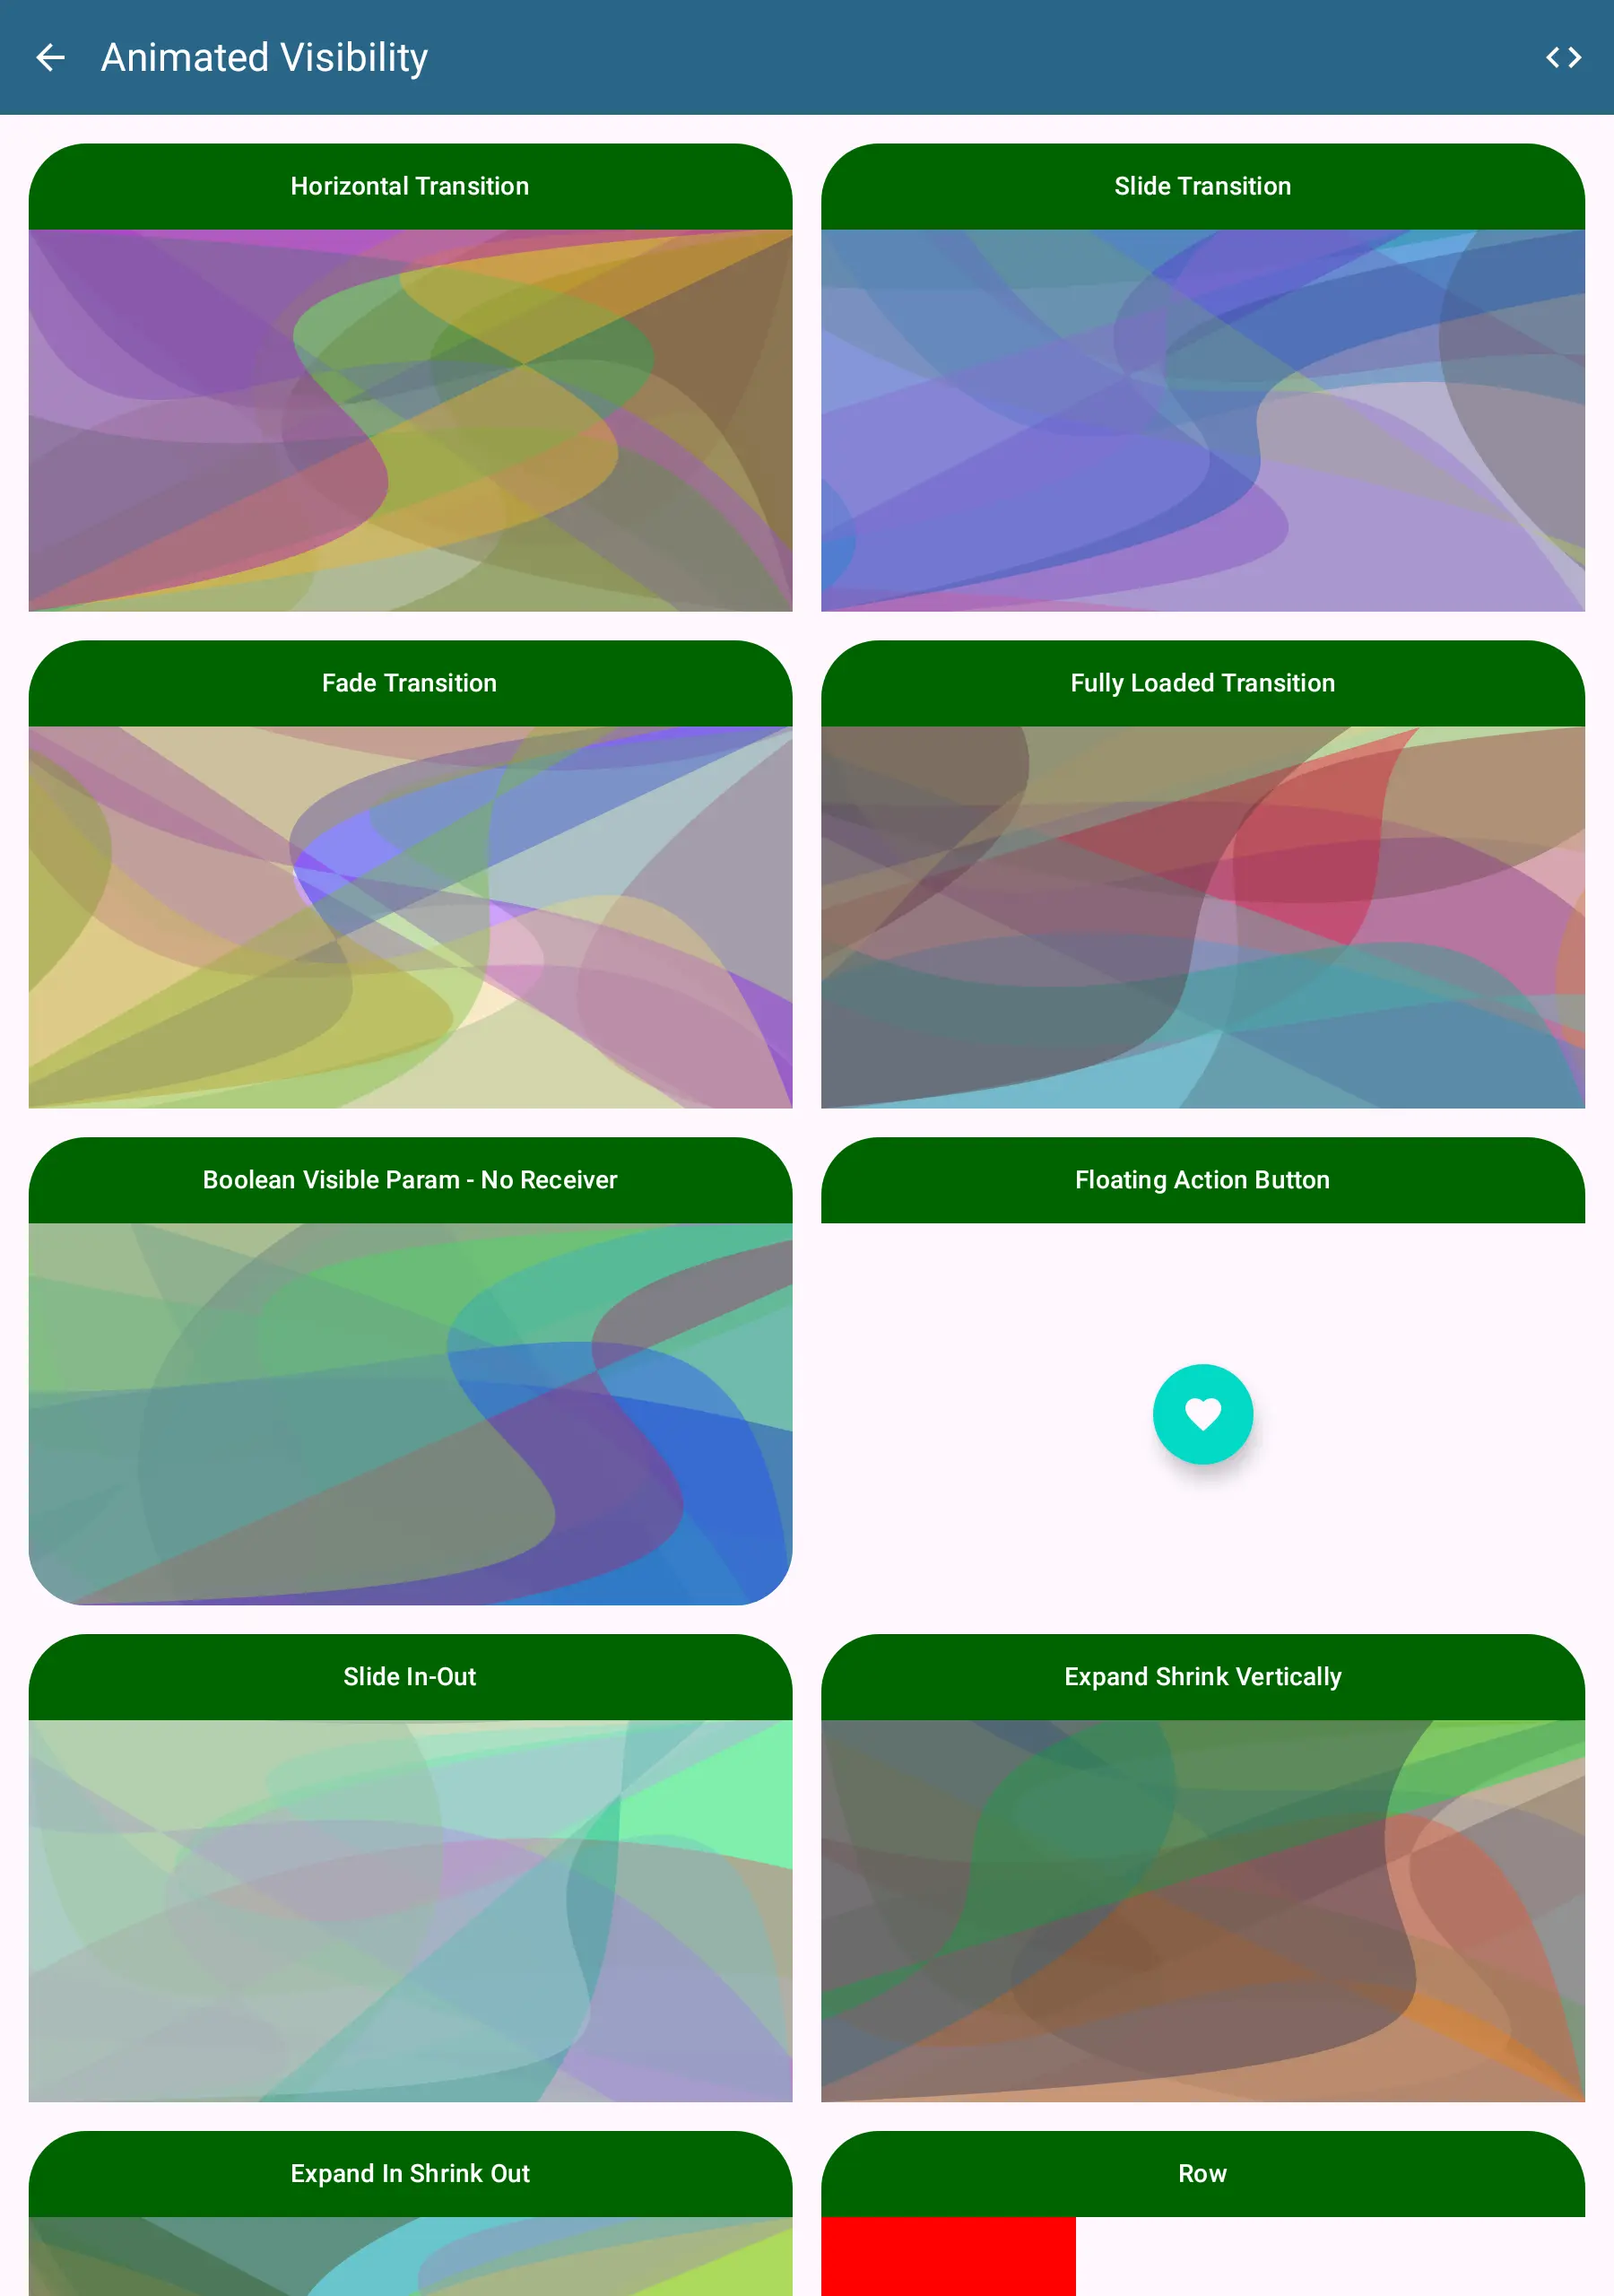 Animated Visibility
Horizontal Transition
Slide Transition
Fade Transition
Fully Loaded Transition
Boolean Visible Param - No Receiver
Floating Action Button
Slide In-Out
Expand Shrink Vertically
Expand In Shrink Out
Row